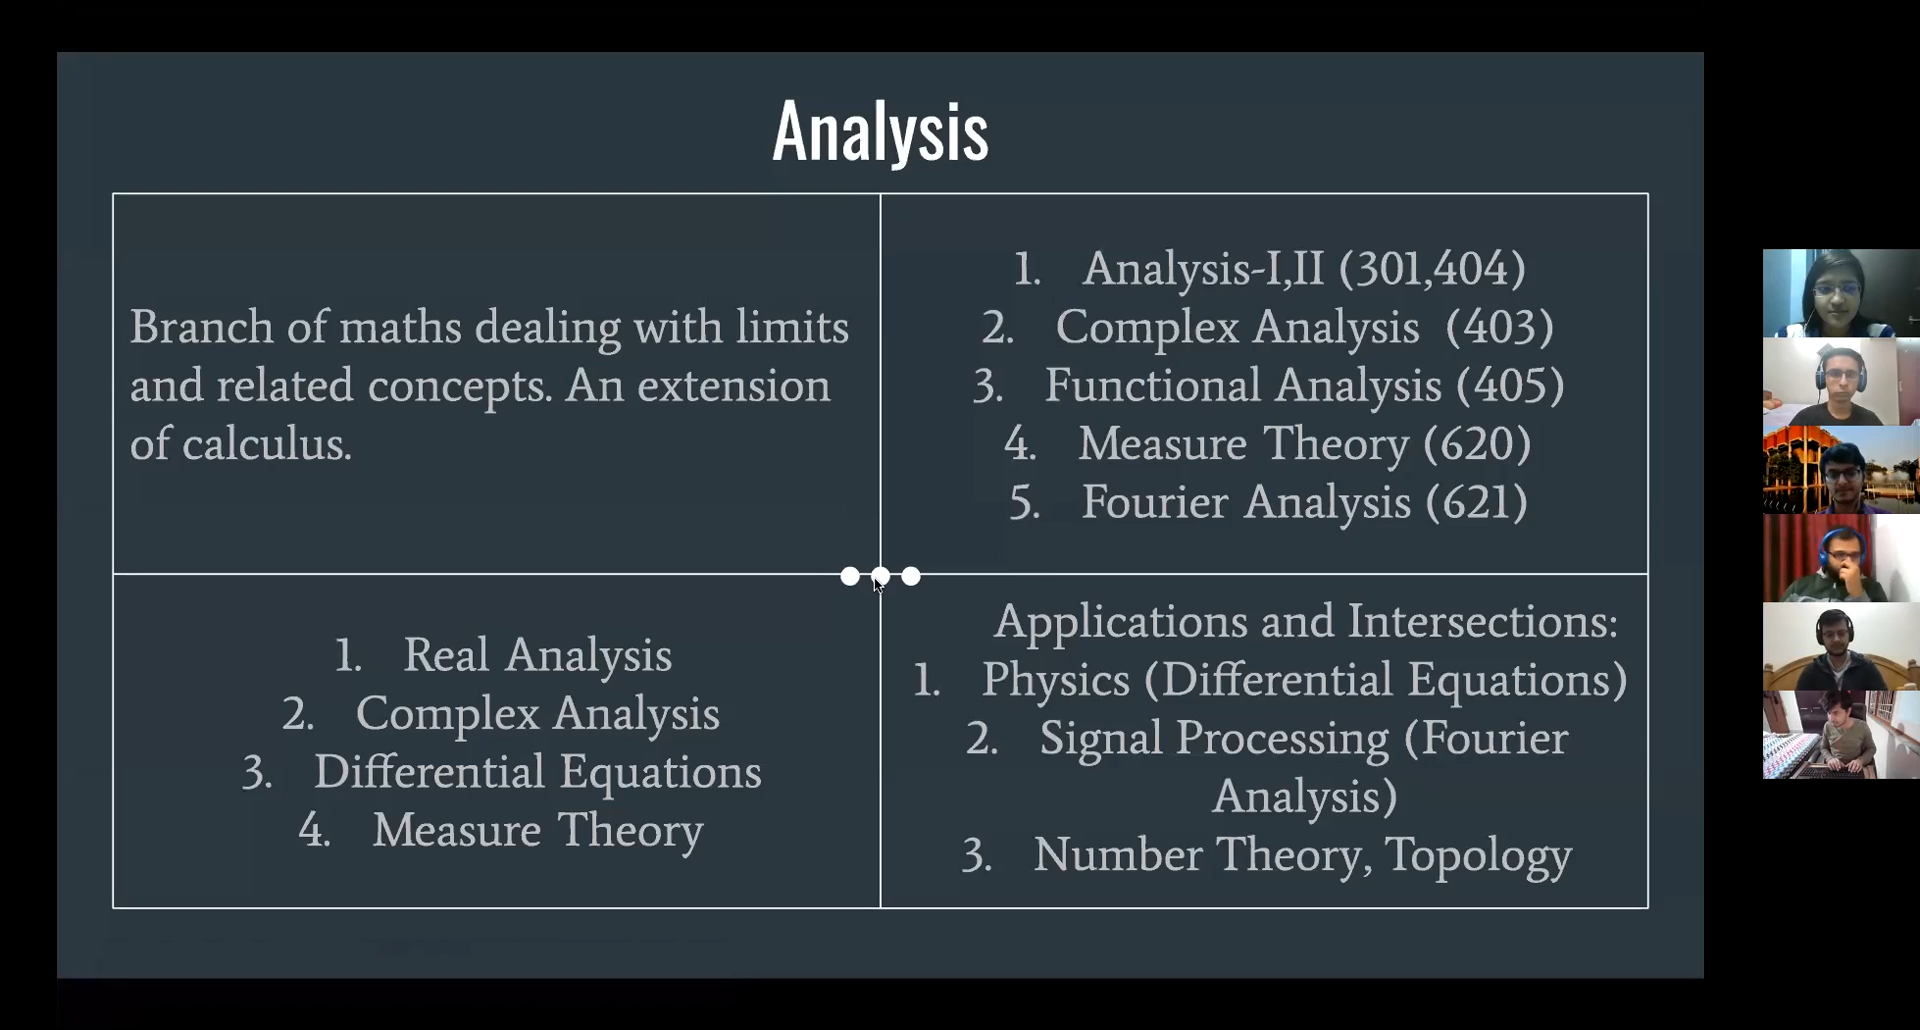 Analysis
Branch of maths dealing with limits
and related concepts. An extension
of calculus.
1. Analysis-I,II (301,404)
2. Complex Analysis (403)
3. Functional Analysis (405)
4. Measure Theory (620)
5. Fourier Analysis (621)
1. Real Analysis
2. Complex Analysis
3. Differential Equations
4. Measure Theory
Applications and Intersections:
1. Physics (Differential Equations)
2. Signal Processing (Fourier
Analysis)
3. Number Theory, Topology